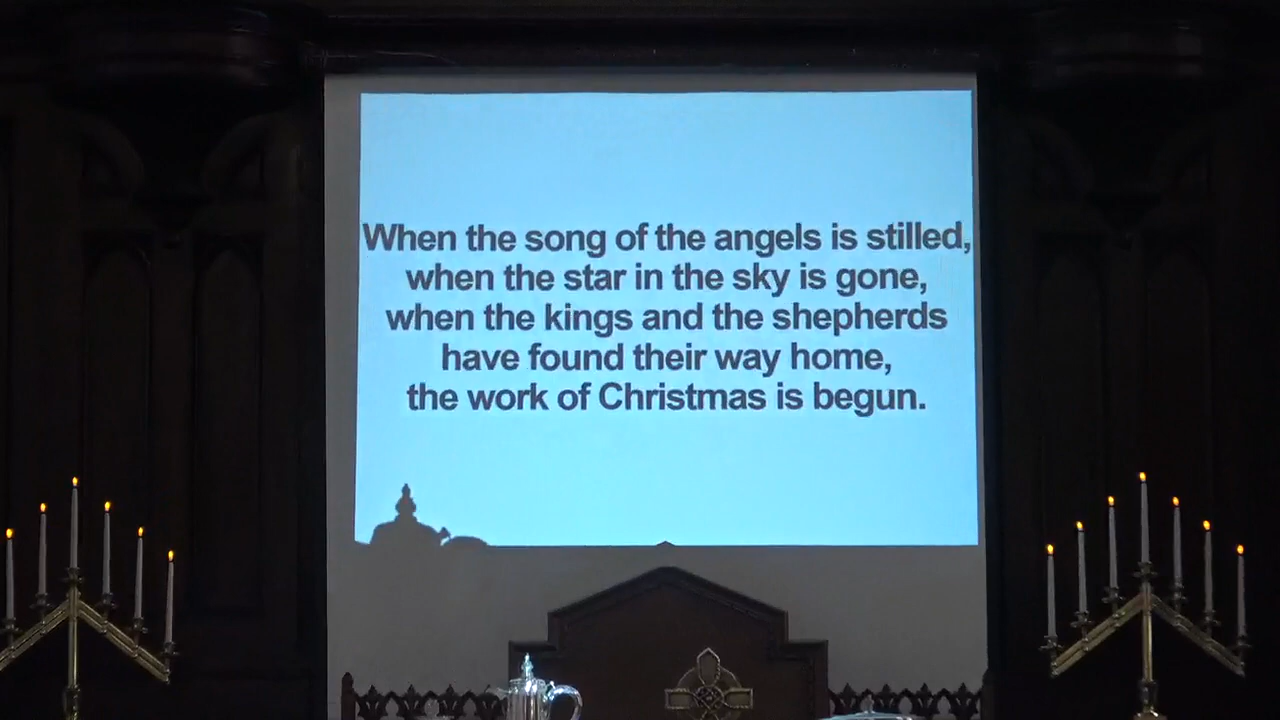 When the song of the angels is stilled,
when the star in the sky is gone,
when the kings and the shepherds
have found their way home,
the work of Christmas is begun.